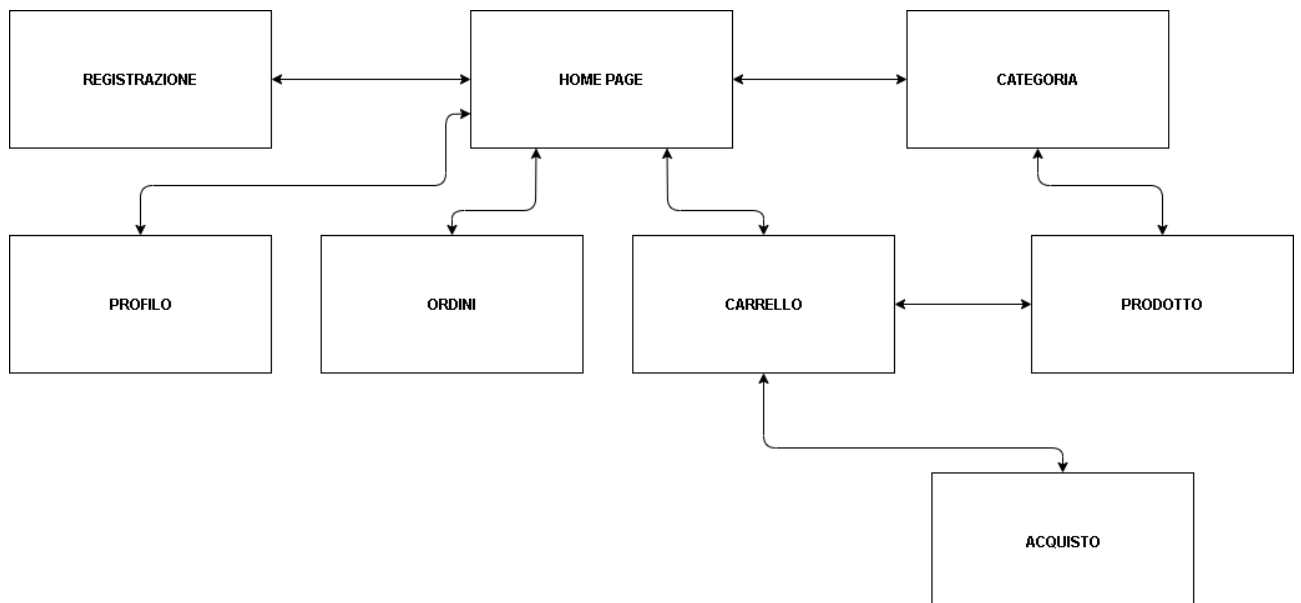 REGISTRAZIONE
HOME PAGE
CATEGORIA
PROFILO
ORDINI
CARRELLO
PRODOTTO
ACQUISTO